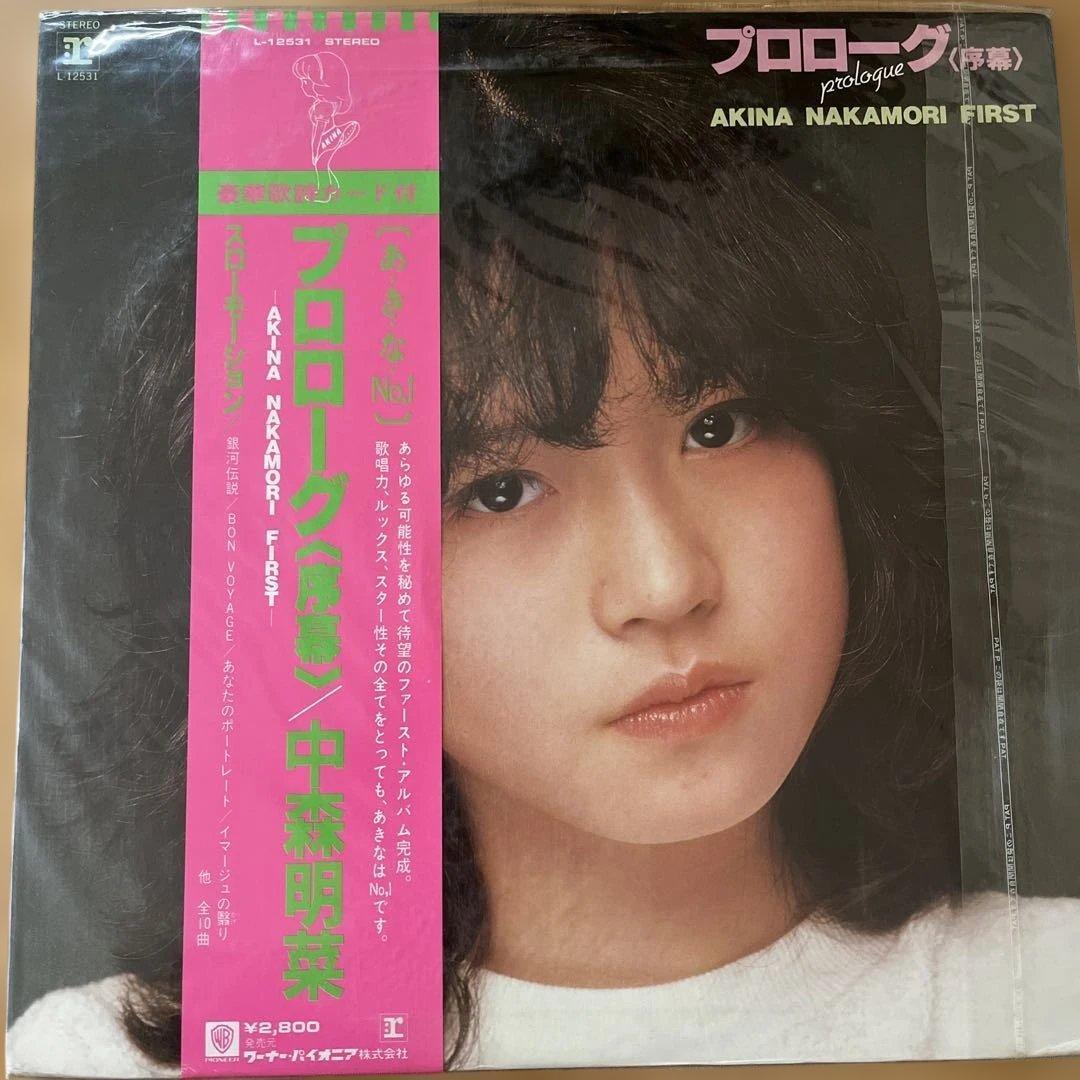 STEREO
L-12531
L-12531 STEREO
AKINA
豪華歌詩カード付
[あ・き・な No,1]
あらゆる可能性を秘めて待望のファースト・アルバム完成。
歌唱力、ルックス、スター性その全てをとっても、あきなはNo,1です。
プロローグ〈序幕〉/中森明菜
—AKINA NAKAMORI FIRST—
スローモーション/
銀河伝説/BON VOYAGE/あなたのポートレート/イマージュの翳り
他 全10曲
WB
PIONEER
¥2,800
発売元
ワーナー・パイオニア株式会社
r
プロローグ〈序幕〉
prologue
AKINA NAKAMORI FIRST